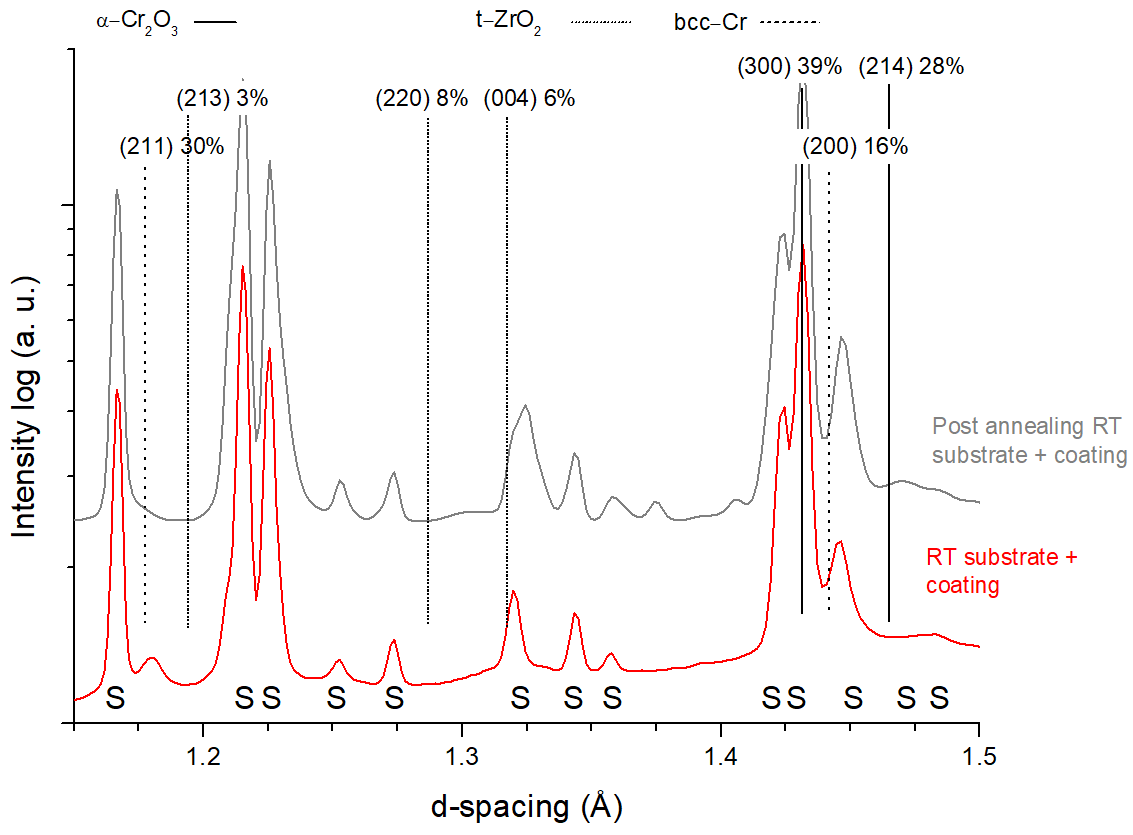 α–Cr₂O₃ t–ZrO₂ bcc–Cr
(300) 39% (214) 28%
(213) 3% (220) 8% (004) 6%
(211) 30% (200) 16%
Intensity log (a. u.)
Post annealing RT
substrate + coating
RT substrate +
coating
S S S S S S S S S S S S S
1.2 1.3 1.4 1.5
d-spacing (Å)